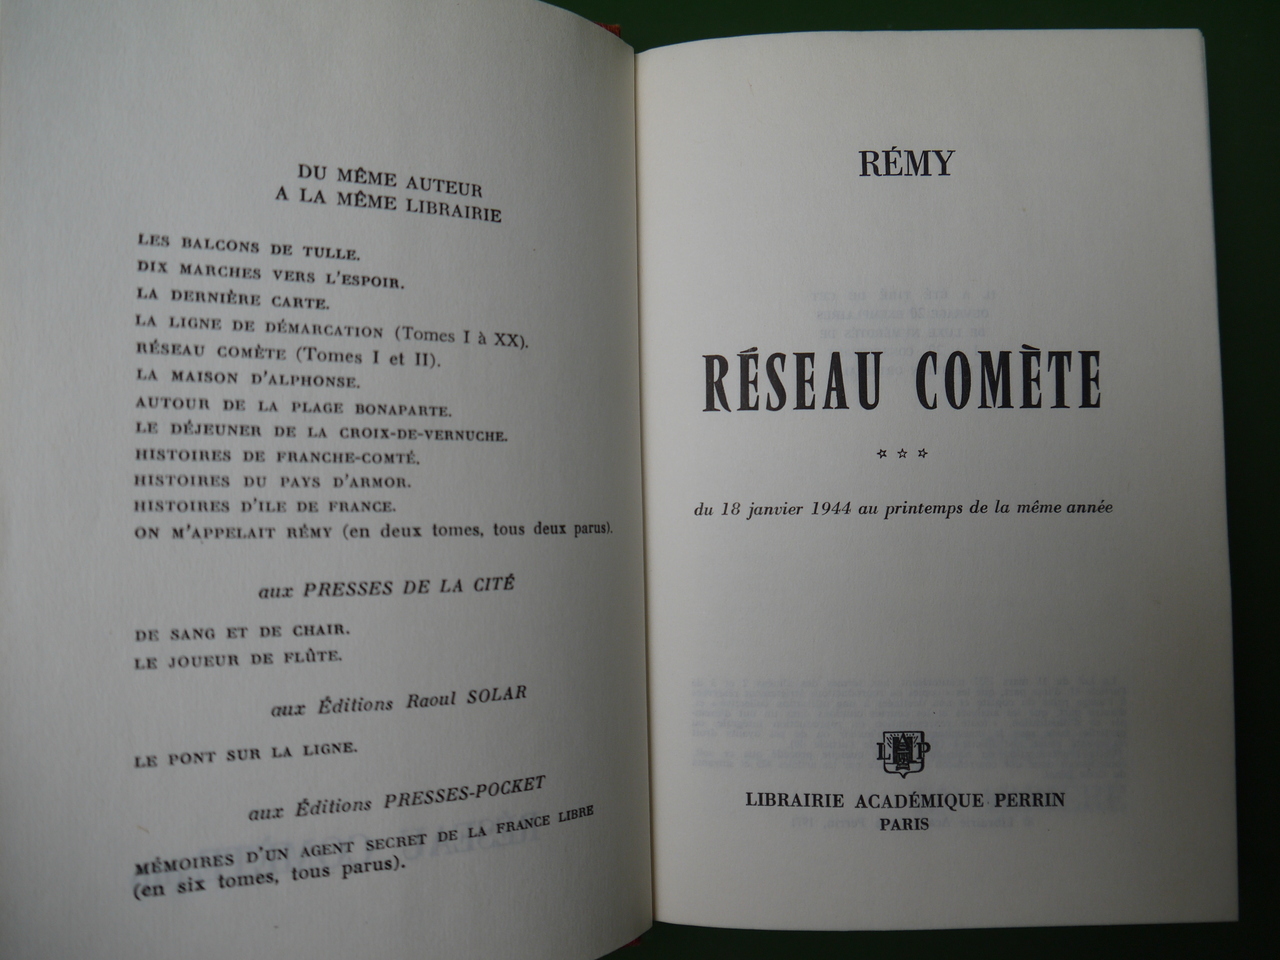 DU MÊME AUTEUR
A LA MÊME LIBRAIRIE
LES BALCONS DE TULLE.
DIX MARCHES VERS L'ESPOIR.
LA DERNIÈRE CARTE.
LA LIGNE DE DÉMARCATION (Tomes I à XX).
RÉSEAU COMÈTE (Tomes I et II).
LA MAISON D'ALPHONSE.
AUTOUR DE LA PLAGE BONAPARTE.
LE DÉJEUNER DE LA CROIX-DE-VERNUCHE.
HISTOIRES DE FRANCHE-COMTÉ.
HISTOIRES DU PAYS D'ARMOR.
HISTOIRES D'ILE DE FRANCE.
ON M'APPELAIT RÉMY (en deux tomes, tous deux parus).
aux PRESSES DE LA CITÉ
DE SANG ET DE CHAIR.
LE JOUEUR DE FLÛTE.
aux Éditions Raoul SOLAR
LE PONT SUR LA LIGNE.
aux Éditions PRESSES-POCKET
MÉMOIRES D'UN AGENT SECRET DE LA FRANCE LIBRE
(en six tomes, tous parus).
RÉMY
RÉSEAU COMÈTE
du 18 janvier 1944 au printemps de la même année
L P
LIBRAIRIE ACADÉMIQUE PERRIN
PARIS